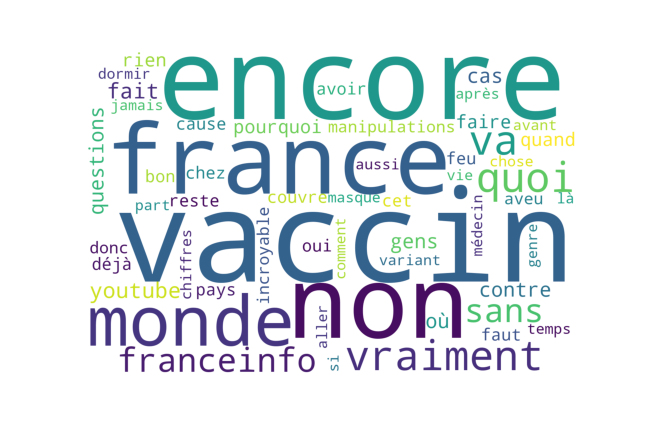 rien
encore
dormir
cas
fait
avoir
après
jamais
questions
cause
pourquoi
manipulations
faire
avant
france
va
quand
bon
chez
aussi
feu
vie
chose
quoi
part
reste
couvre
masque
cet
aveu
là
vaccin
incroyable
donc
déjà
chiffres
oui
comment
gens
variant
médecin
genre
youtube
pays
non
contre
monde
aller
où
sans
faut
temps
franceinfo
si
vraiment